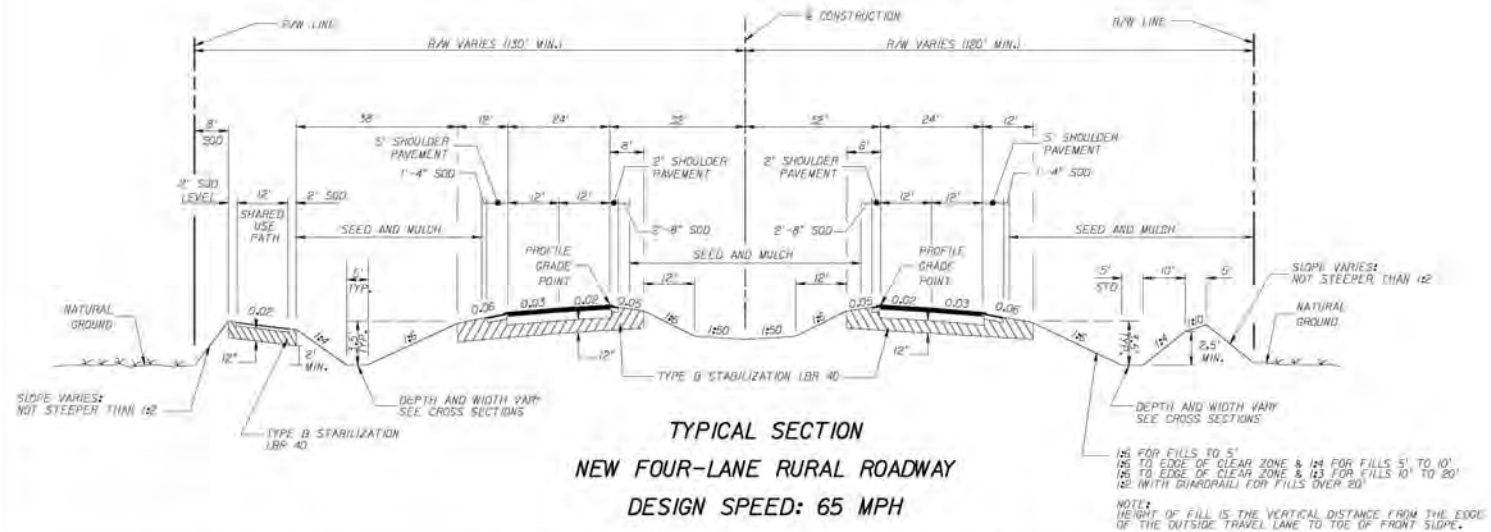 R/W LINE
℄ CONSTRUCTION
R/W LINE
R/W VARIES (130' MIN.)
R/W VARIES (120' MIN.)
8'
SOD
38'
12'
24'
24'
12'
5' SHOULDER
PAVEMENT
1'-4" SOD
8'
2' SHOULDER
PAVEMENT
2' SHOULDER
PAVEMENT
8'
5' SHOULDER
PAVEMENT
1'-4" SOD
2' SOD
LEVEL
12'
2' SOD
SHARED
USE
PATH
SEED AND MULCH
12'
12'
2'-8" SOD
2'-8" SOD
12'
12'
SEED AND MULCH
PROFILE
GRADE
POINT
SEED AND MULCH
PROFILE
GRADE
POINT
5'
TYP.
12'
12'
5'
STD
10'
5'
SLOPE VARIES:
NOT STEEPER THAN 1:2
NATURAL
GROUND
0.02
1:4
3.5'
TYP.
1:6
0.06
0.03
0.02
0.05
1:6
1:50
1:50
1:6
0.05
0.02
0.03
0.06
1:6
3.5'
TYP.
1:4
1:10
2.5'
MIN.
NATURAL
GROUND
12"
2'
MIN.
12"
12"
TYPE B STABILIZATION LBR 40
SLOPE VARIES:
NOT STEEPER THAN 1:2
TYPE B STABILIZATION
LBR 40
DEPTH AND WIDTH VARY
SEE CROSS SECTIONS
DEPTH AND WIDTH VARY
SEE CROSS SECTIONS
TYPICAL SECTION
NEW FOUR-LANE RURAL ROADWAY
DESIGN SPEED: 65 MPH
1:6 FOR FILLS TO 5'
1:6 TO EDGE OF CLEAR ZONE & 1:4 FOR FILLS 5' TO 10'
1:6 TO EDGE OF CLEAR ZONE & 1:3 FOR FILLS 10' TO 20'
1:2 (WITH GUARDRAIL) FOR FILLS OVER 20'
NOTE:
HEIGHT OF FILL IS THE VERTICAL DISTANCE FROM THE EDGE
OF THE OUTSIDE TRAVEL LANE TO TOE OF FRONT SLOPE.